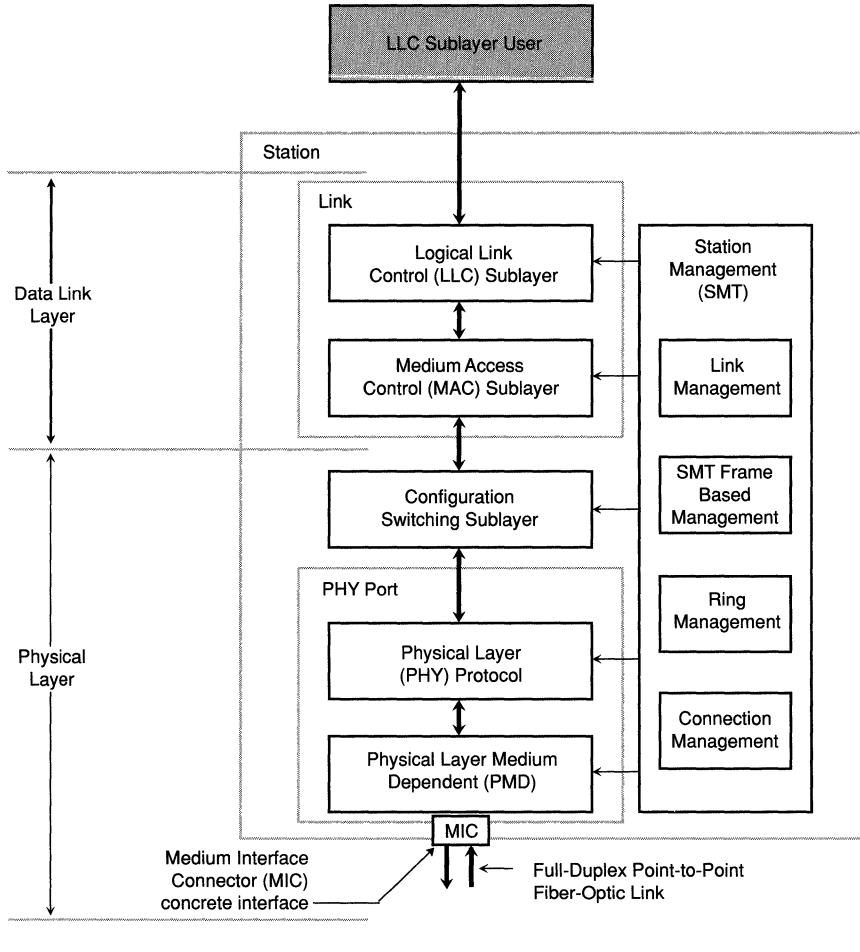 LLC Sublayer User
Station
Link
Logical Link
Control (LLC) Sublayer
Station
Management
(SMT)
Data Link
Layer
Medium Access
Control (MAC) Sublayer
Link
Management
Configuration
Switching Sublayer
SMT Frame
Based
Management
PHY Port
Ring
Management
Physical
Layer
Physical Layer
(PHY) Protocol
Connection
Management
Physical Layer Medium
Dependent (PMD)
MIC
Medium Interface
Connector (MIC)
concrete interface
Full-Duplex Point-to-Point
Fiber-Optic Link